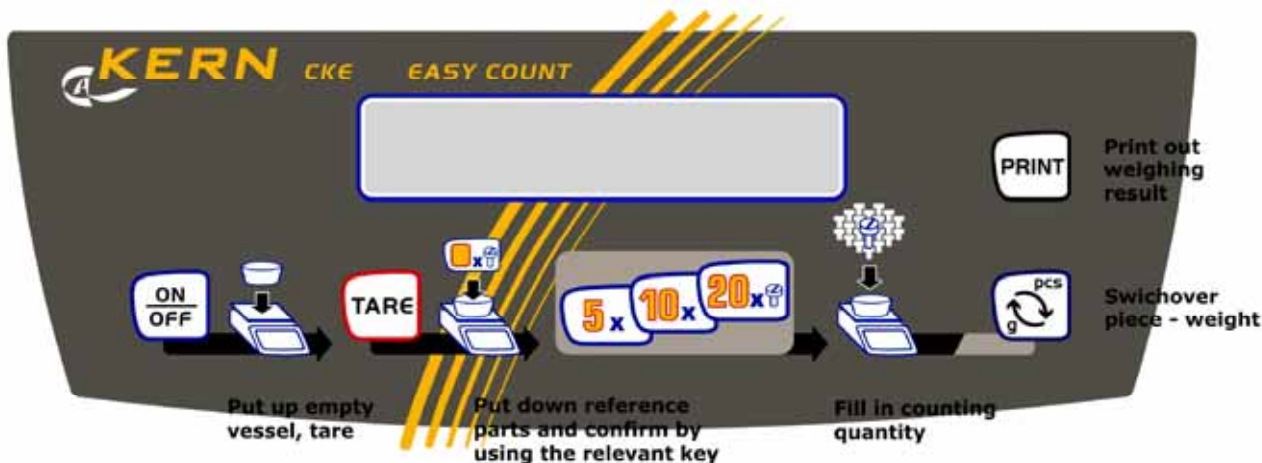 KERN CKE EASY COUNT
PRINT
Print out
weighing
result
ON
OFF
TARE
x
5x
10x
20x
pcs
g
Swichover
piece - weight
Put up empty
vessel, tare
Put down reference
parts and confirm by
using the relevant key
Fill in counting
quantity